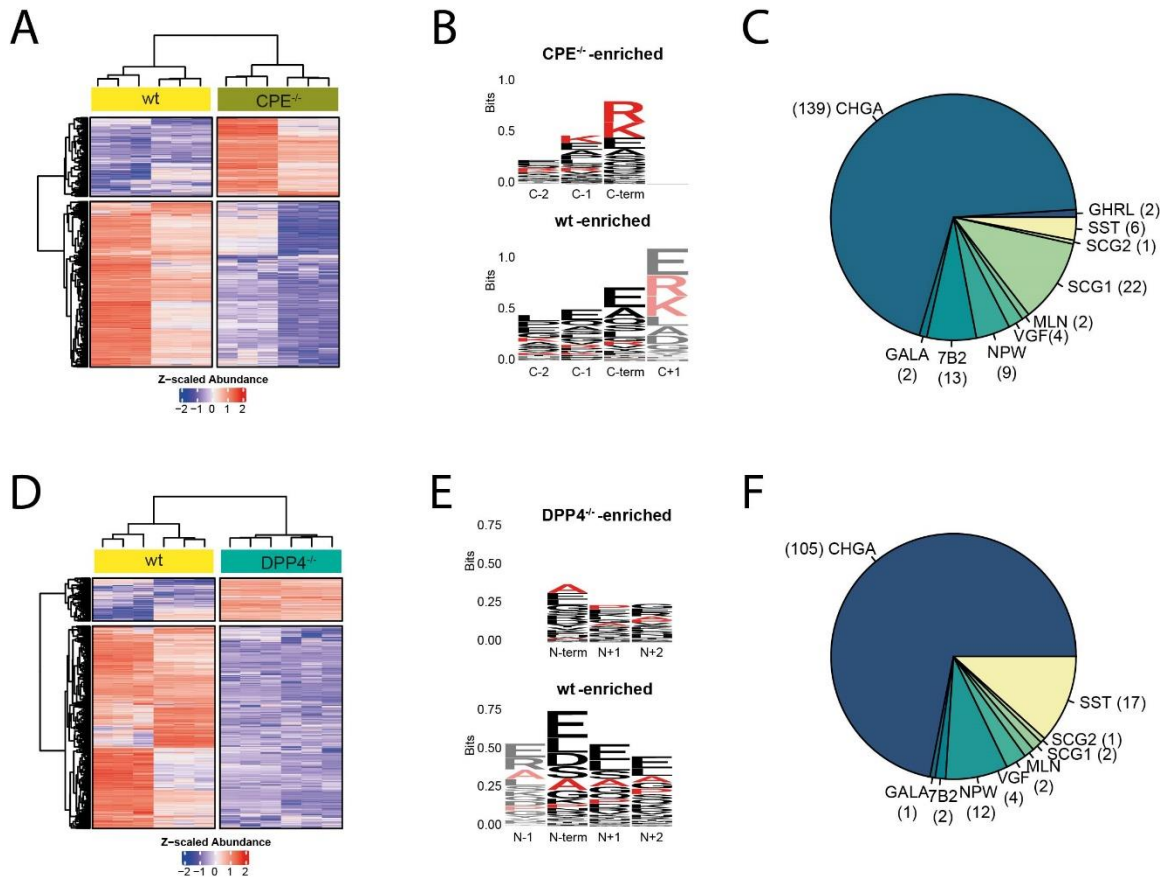 A
wt
CPE-/-
Z-scaled Abundance
-2 -1 0 1 2
B
CPE-/- -enriched
Bits
1.0
0.5
0.0
C-2 C-1 C-term
wt -enriched
Bits
1.0
0.5
0.0
C-2 C-1 C-term C+1
C
(139) CHGA
GHRL (2)
SST (6)
SCG2 (1)
SCG1 (22)
MLN (2)
VGF(4)
NPW
(9)
7B2
(13)
GALA
(2)
D
wt
DPP4-/-
Z-scaled Abundance
-2 -1 0 1 2
E
DPP4-/- -enriched
Bits
0.75
0.50
0.25
0.00
N-term N+1 N+2
wt -enriched
Bits
0.75
0.50
0.25
0.00
N-1 N-term N+1 N+2
F
(105) CHGA
SST (17)
SCG2 (1)
SCG1 (2)
MLN
(2)
VGF
(4)
NPW
(12)
7B2
(2)
GALA
(1)